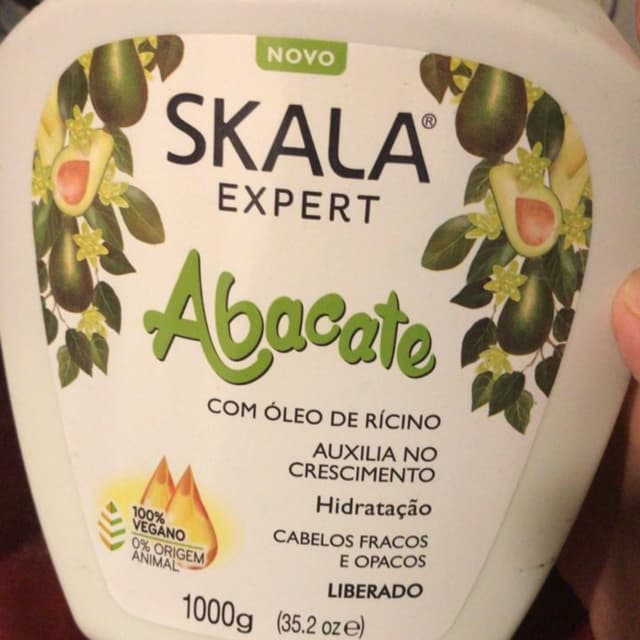 NOVO
SKALA®
EXPERT
Abacate
COM ÓLEO DE RÍCINO
AUXILIA NO
CRESCIMENTO
Hidratação
CABELOS FRACOS
E OPACOS
LIBERADO
100%
VEGANO
0% ORIGEM
ANIMAL
1000g (35.2 oz℮)